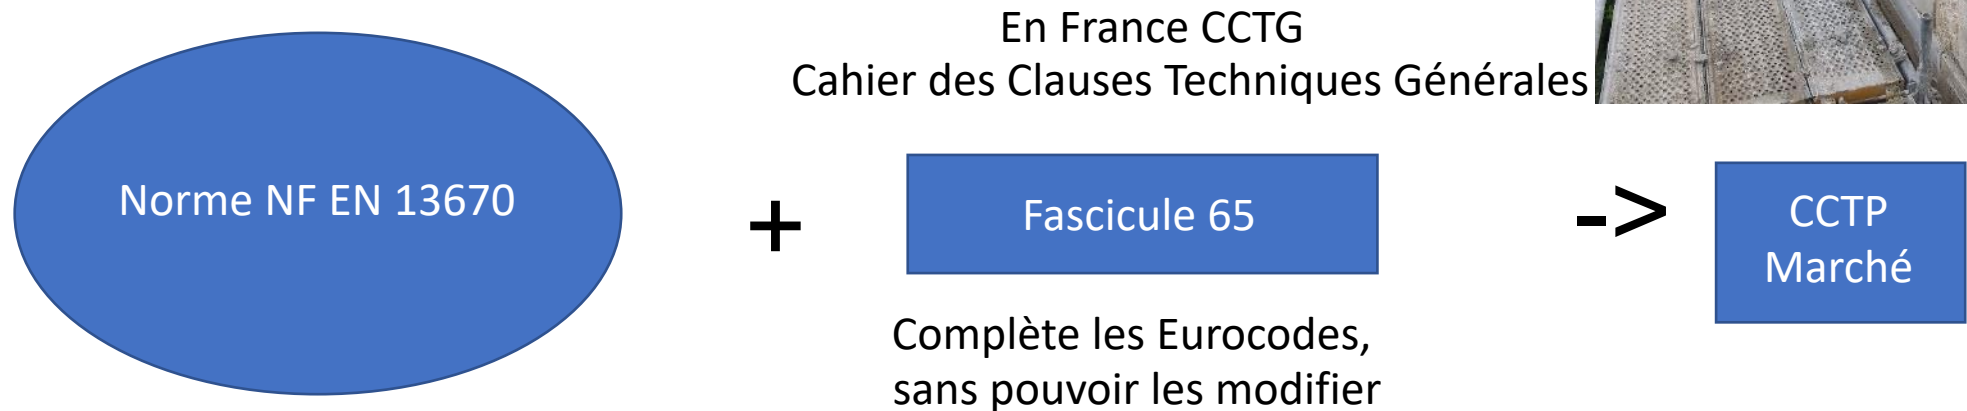 En France CCTG
Cahier des Clauses Techniques Générales
Norme NF EN 13670
+
Fascicule 65
->
CCTP
Marché
Complète les Eurocodes,
sans pouvoir les modifier